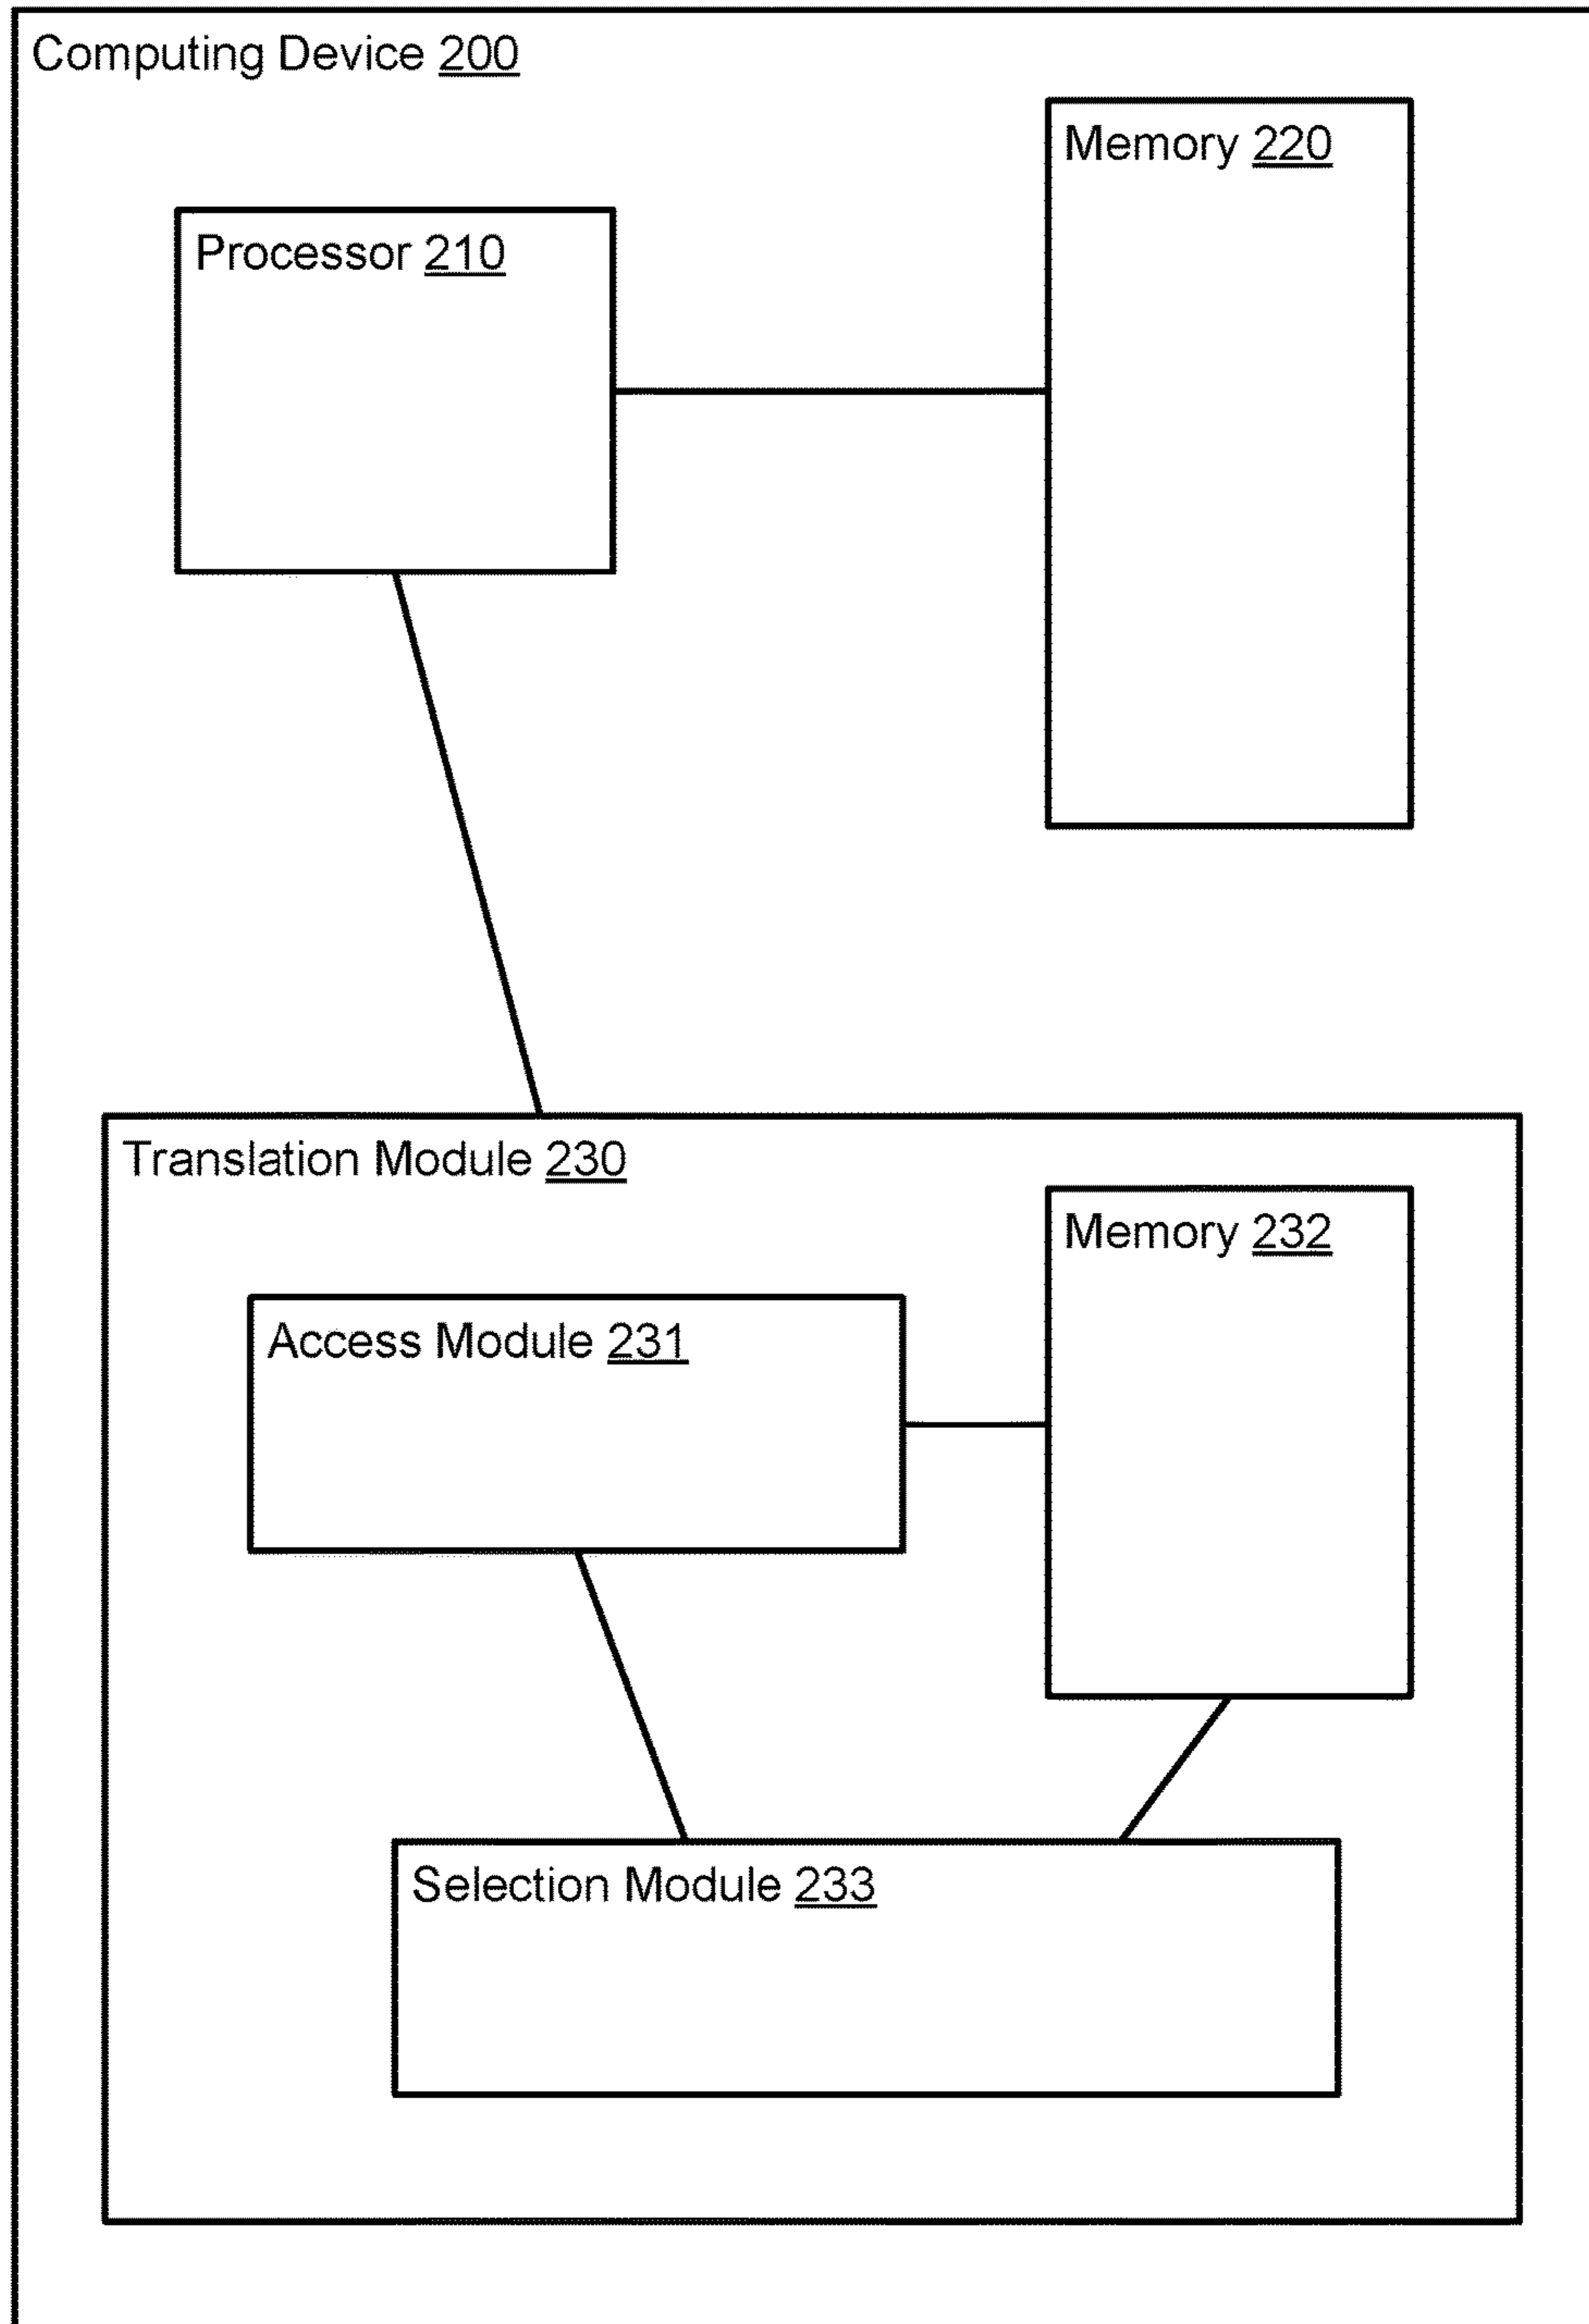 Computing Device 200
Memory 220
Processor 210
Translation Module 230
Memory 232
Access Module 231
Selection Module 233